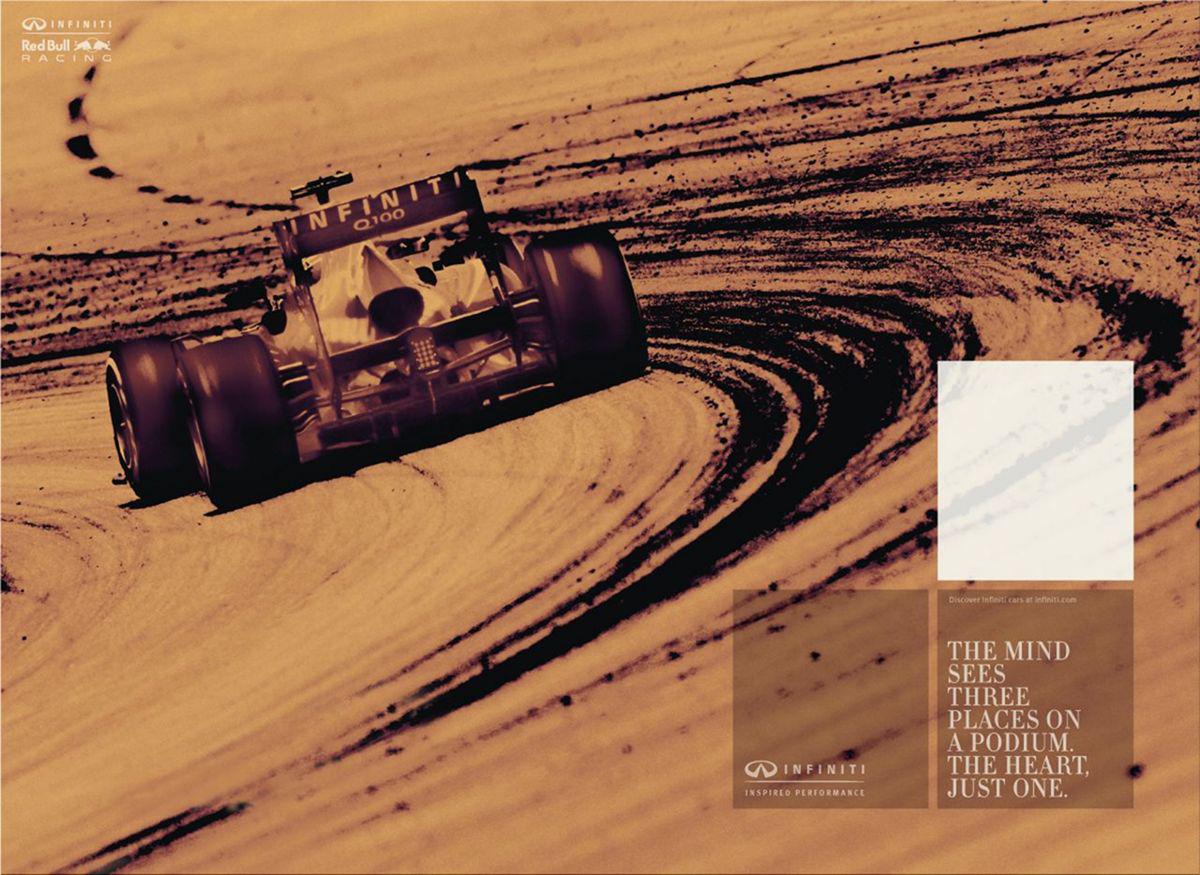 INFINITI
Red Bull
RACING
INFINITI
Q100
Discover Infiniti cars at infiniti.com
THE MIND
SEES
THREE
PLACES ON
A PODIUM.
THE HEART,
JUST ONE.
INFINITI
INSPIRED PERFORMANCE